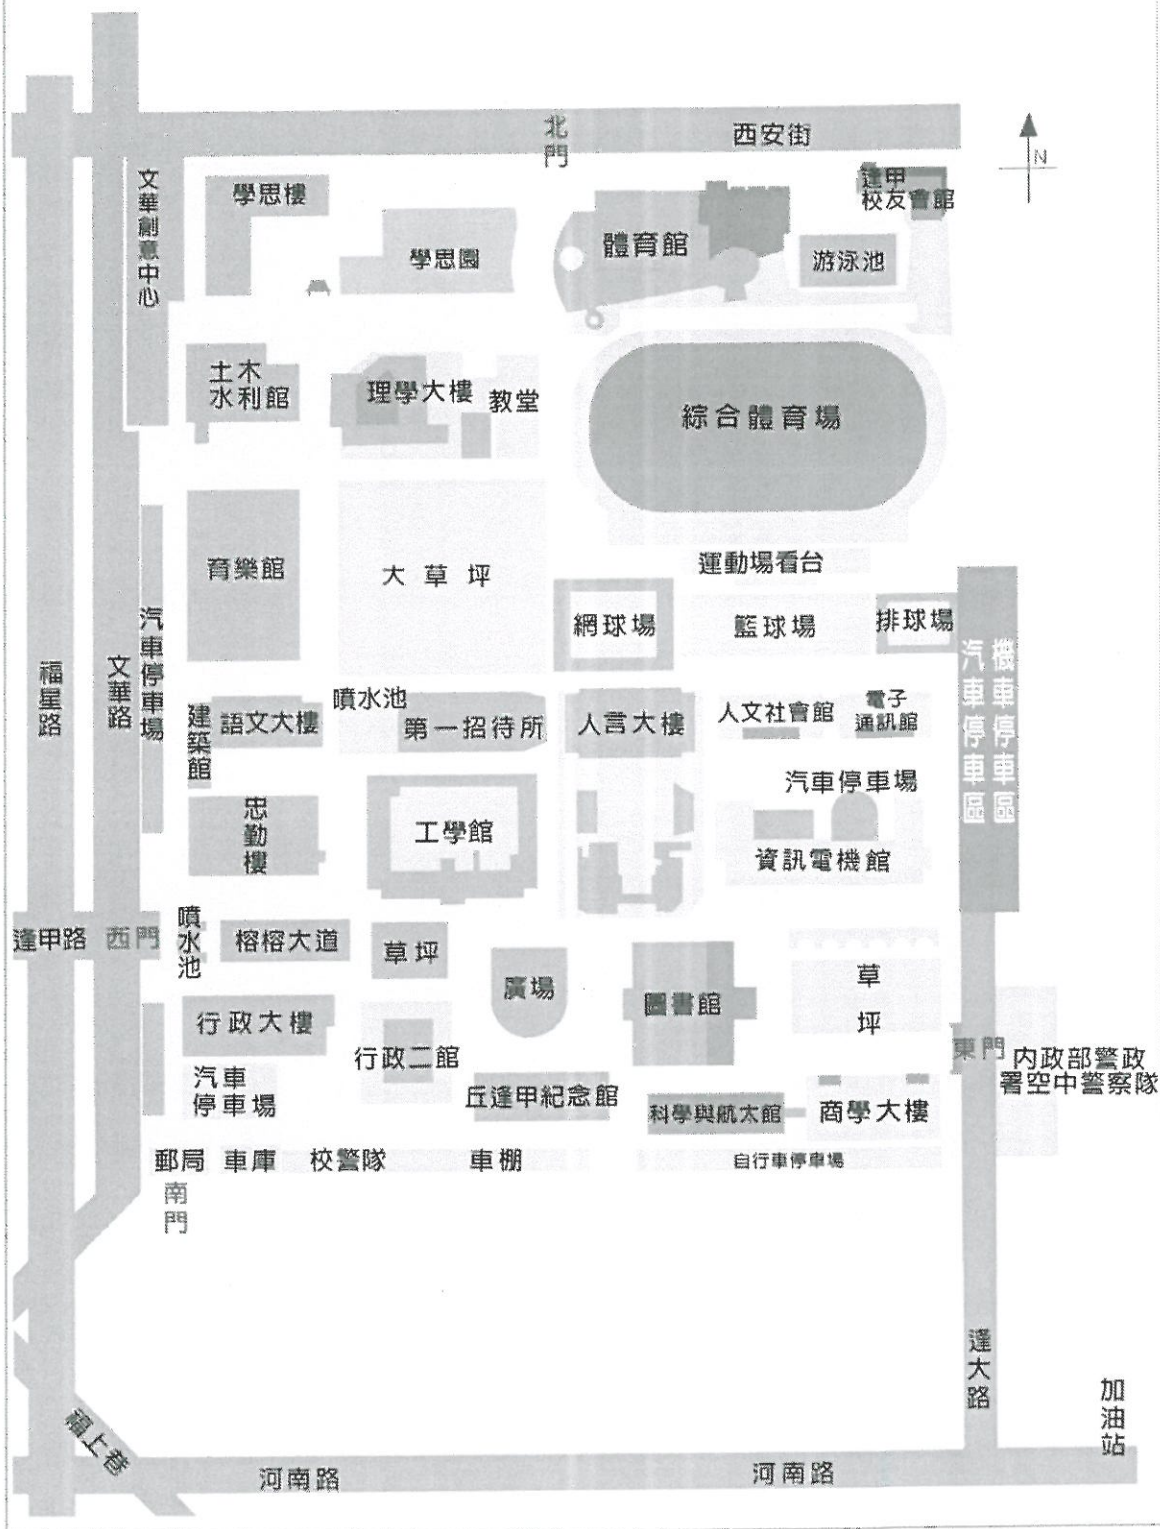 北門
西安街
N
文華創意中心
學思樓
學思園
體育館
逢甲
校友會館
游泳池
土木
水利館
理學大樓
教堂
綜合體育場
育樂館
大草坪
運動場看台
網球場
籃球場
排球場
福星路
文華路
汽車停車場
汽車停車區
機車停車區
建築館
語文大樓
噴水池
第一招待所
人言大樓
人文社會館
電子
通訊館
汽車停車場
忠勤樓
工學館
資訊電機館
逢甲路
西門
噴水池
榕榕大道
草坪
廣場
圖書館
草坪
行政大樓
行政二館
東門
內政部警政
署空中警察隊
汽車
停車場
丘逢甲紀念館
科學與航太館
商學大樓
郵局
車庫
校警隊
車棚
自行車停車場
南門
逢大路
加油站
福上巷
河南路
河南路